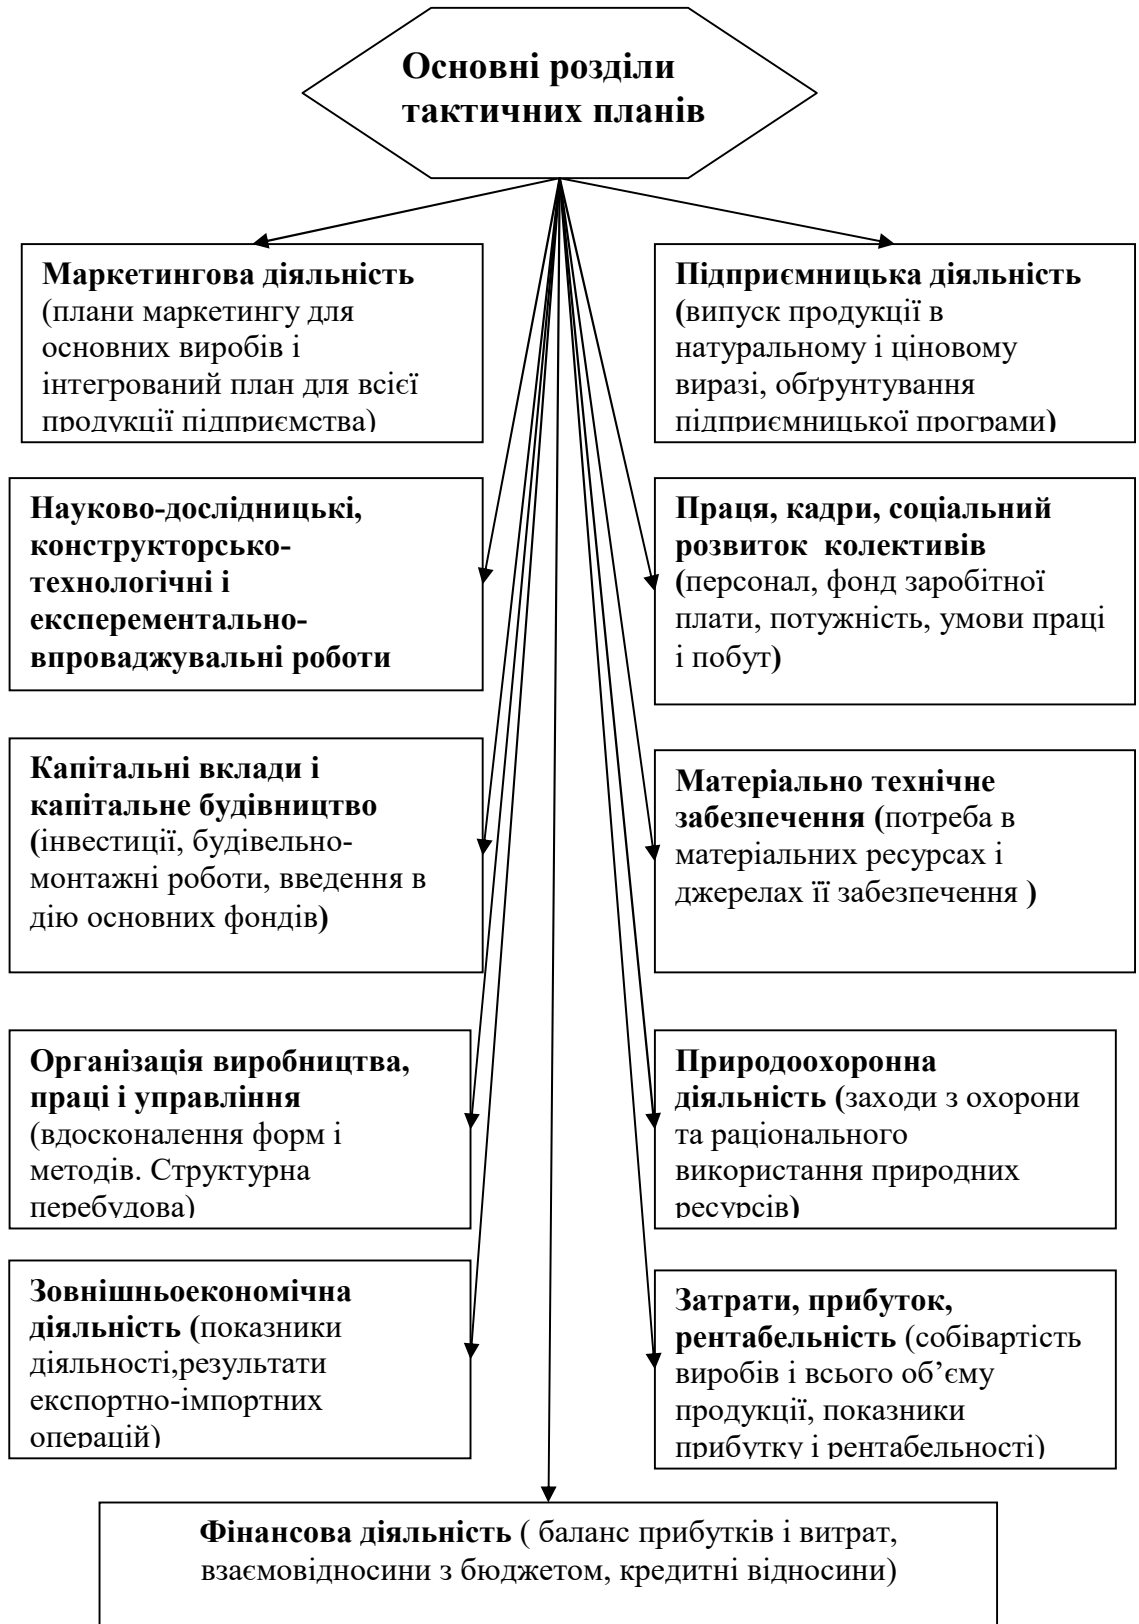 Основні розділи
тактичних планів
Маркетингова діяльність
(плани маркетингу для
основних виробів і
інтегрований план для всієї
продукції підприємства)
Підприємницька діяльність
(випуск продукції в
натуральному і ціновому
виразі, обґрунтування
підприємницької програми)
Науково-дослідницькі,
конструкторсько-
технологічні і
експерементально-
впроваджувальні роботи
Праця, кадри, соціальний
розвиток колективів
(персонал, фонд заробітної
плати, потужність, умови праці
і побут)
Капітальні вклади і
капітальне будівництво
(інвестиції, будівельно-
монтажні роботи, введення в
дію основних фондів)
Матеріально технічне
забезпечення (потреба в
матеріальних ресурсах і
джерелах її забезпечення )
Організація виробництва,
праці і управління
(вдосконалення форм і
методів. Структурна
перебудова)
Природоохоронна
діяльність (заходи з охорони
та раціонального
використання природних
ресурсів)
Зовнішньоекономічна
діяльність (показники
діяльності,результати
експортно-імпортних
операцій)
Затрати, прибуток,
рентабельність (собівартість
виробів і всього об’єму
продукції, показники
прибутку і рентабельності)
Фінансова діяльність ( баланс прибутків і витрат,
взаємовідносини з бюджетом, кредитні відносини)